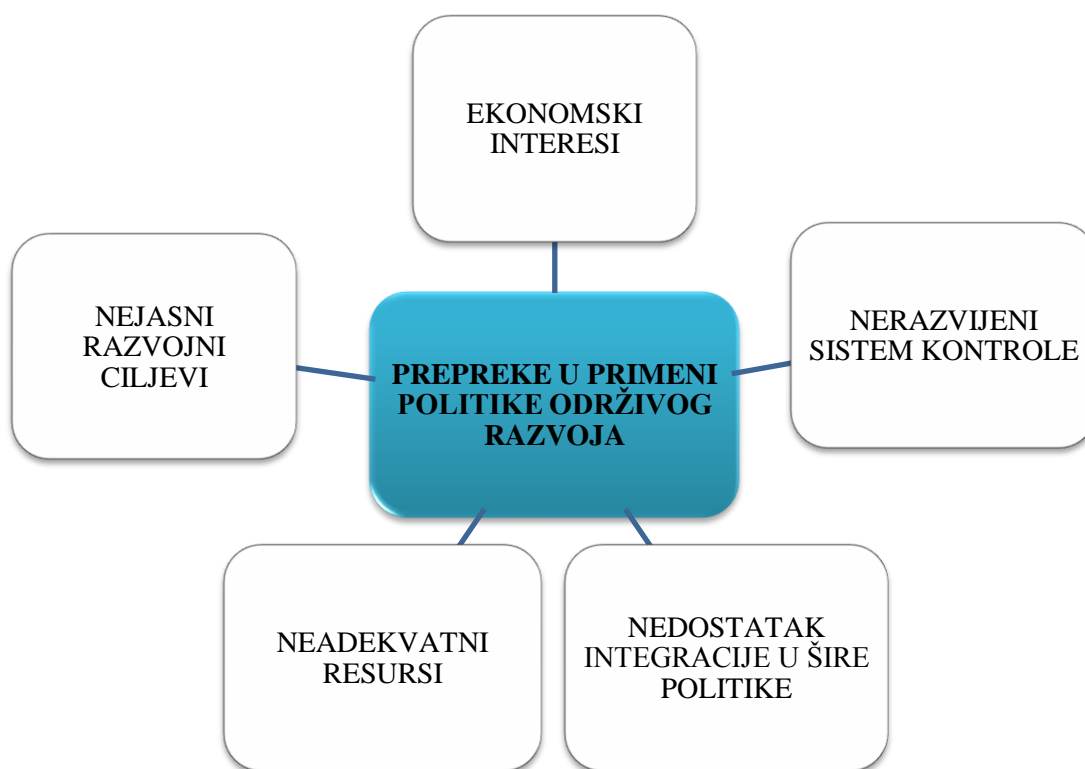 EKONOMSKI
INTERESI
NEJASNI
RAZVOJNI
CILJEVI
NERAZVIJENI
SISTEM KONTROLE
PREPREKE U PRIMENI
POLITIKE ODRŽIVOG
RAZVOJA
NEADEKVATNI
RESURSI
NEDOSTATAK
INTEGRACIJE U ŠIRE
POLITIKE